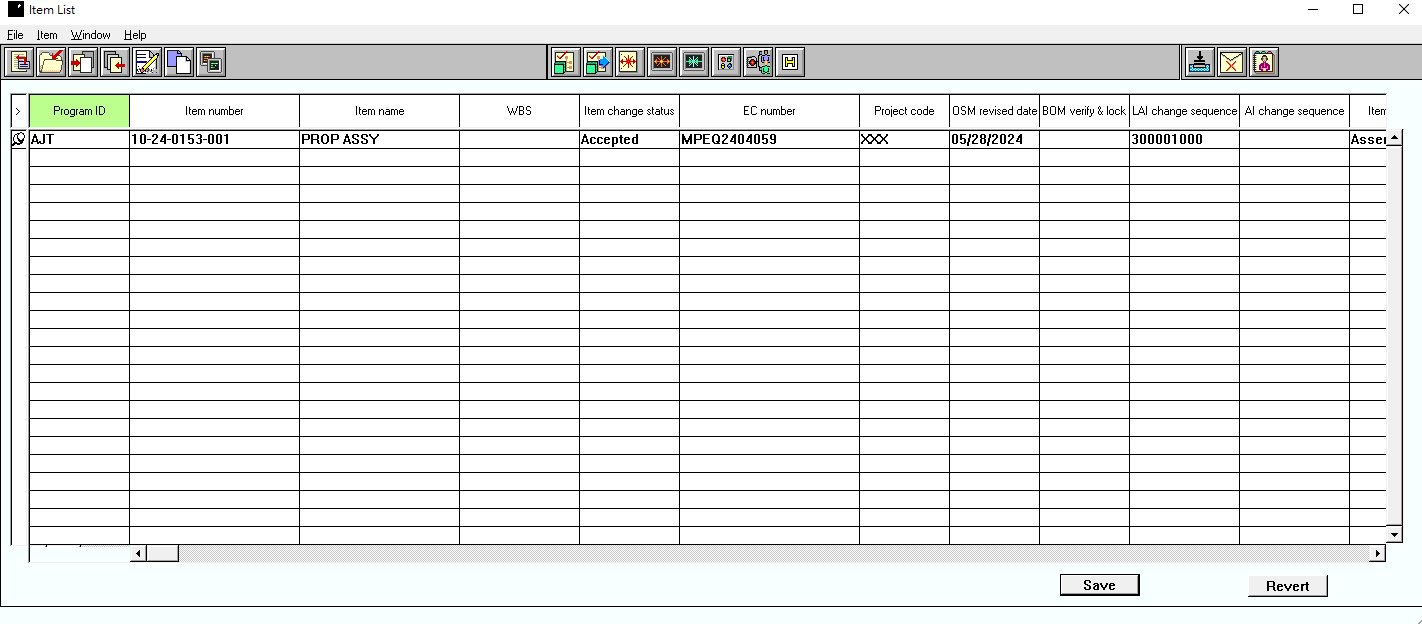 Item List
File Item Window Help
> Program ID Item number Item name WBS Item change status EC number Project code OSM revised date BOM verify & lock LAI change sequence AI change sequence Item
AJT 10-24-0153-001 PROP ASSY Accepted MPEQ2404059 XXX 05/28/2024 300001000 Asse
Save Revert